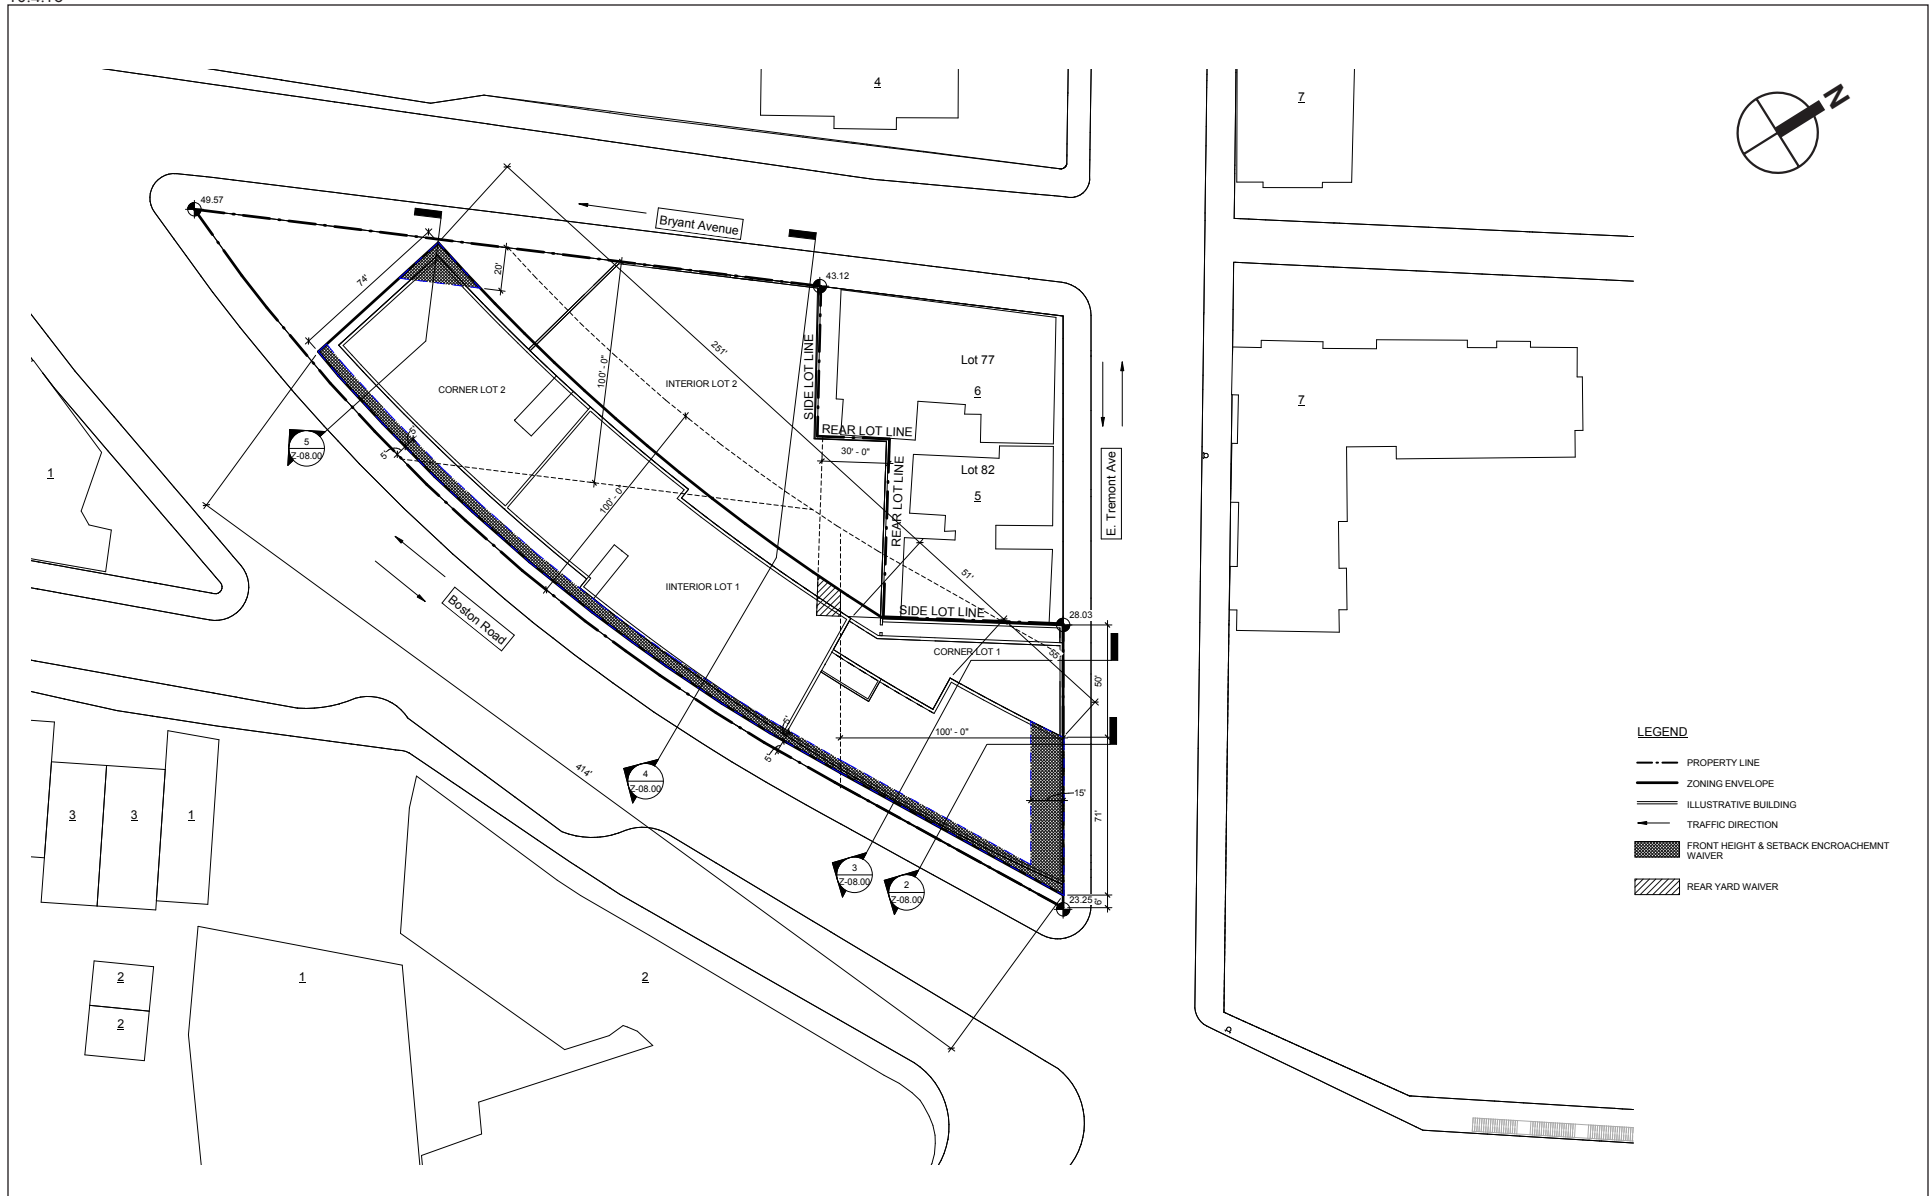 4
7
N
49.57
Bryant Avenue
43.12
74'
20'
251'
100' - 0"
SIDE LOT LINE
CORNER LOT 2
INTERIOR LOT 2
Lot 77
6
7
REAR LOT LINE
30' - 0"
REAR LOT LINE
Lot 82
5
E. Tremont Ave
5
Z-08.00
5'
5'
1
100' - 0"
IINTERIOR LOT 1
Boston Road
51'
SIDE LOT LINE
28.03
CORNER LOT 1
55'
50'
5'
5'
100' - 0"
15'
71'
414'
4
Z-08.00
3
Z-08.00
2
Z-08.00
23.25
6'
3
3
1
2
2
1
2
LEGEND
PROPERTY LINE
ZONING ENVELOPE
ILLUSTRATIVE BUILDING
TRAFFIC DIRECTION
FRONT HEIGHT & SETBACK ENCROACHEMNT
WAIVER
REAR YARD WAIVER